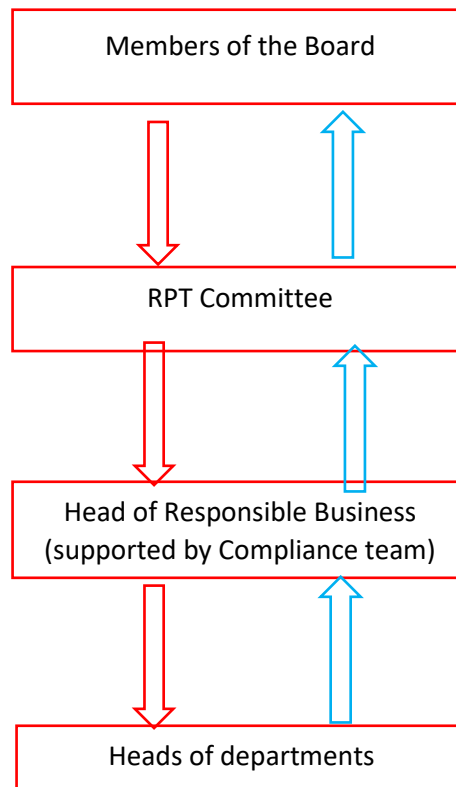 Members of the Board
RPT Committee
Head of Responsible Business
(supported by Compliance team)
Heads of departments